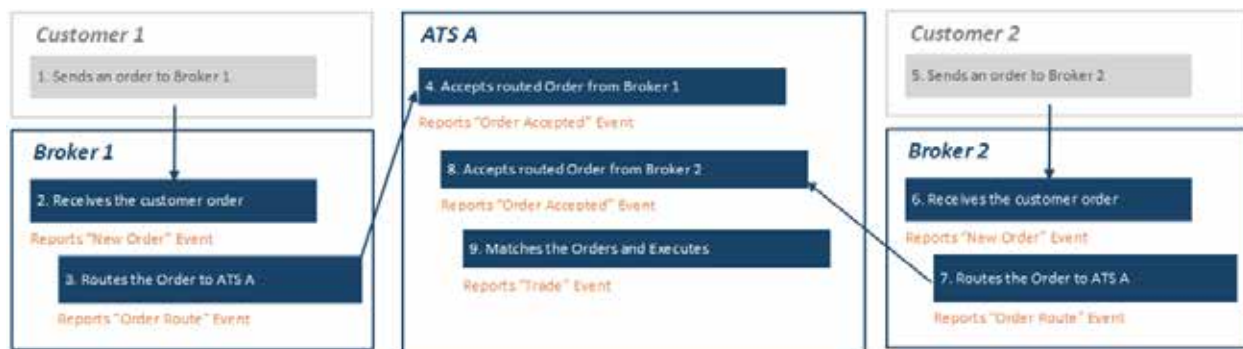 Customer 1
1. Sends an order to Broker 1
Broker 1
2. Receives the customer order
Reports "New Order" Event
3. Routes the Order to ATS A
Reports "Order Route" Event
ATS A
4. Accepts routed Order from Broker 1
Reports "Order Accepted" Event
8. Accepts routed Order from Broker 2
Reports "Order Accepted" Event
9. Matches the Orders and Executes
Reports "Trade" Event
Customer 2
5. Sends an order to Broker 2
Broker 2
6. Receives the customer order
Reports "New Order" Event
7. Routes the Order to ATS A
Reports "Order Route" Event